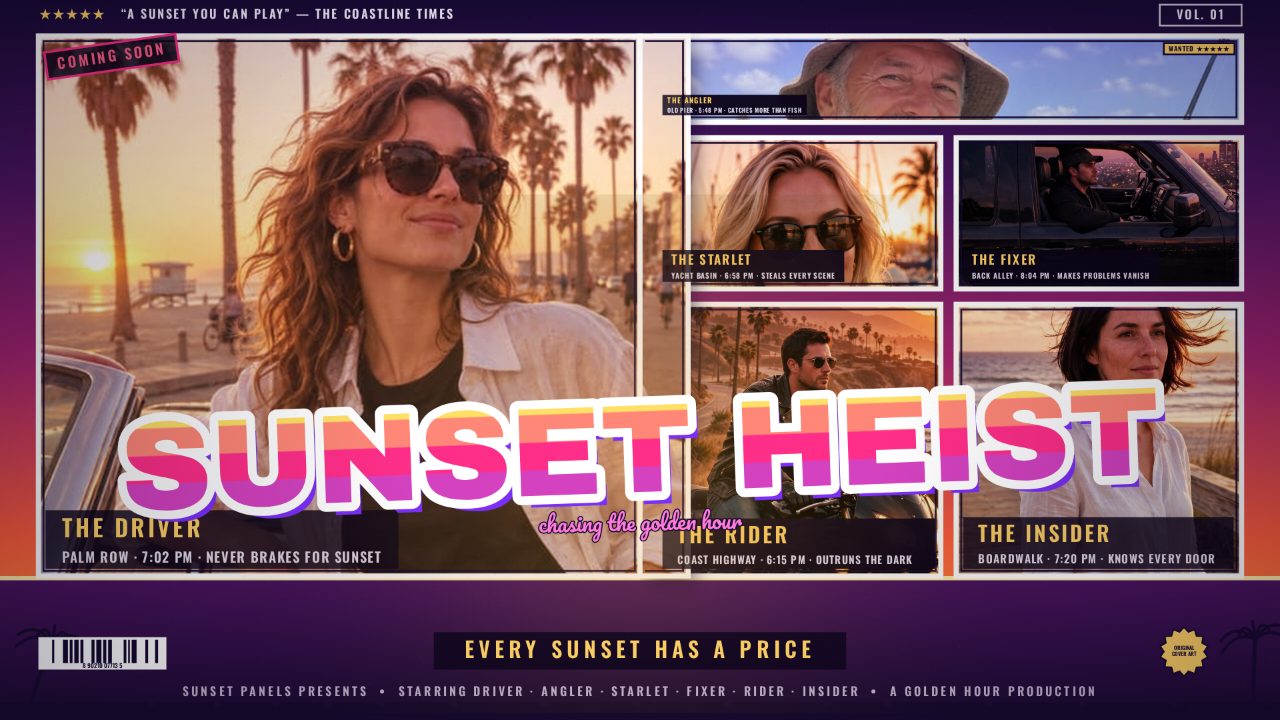 ★★★★★ “A SUNSET YOU CAN PLAY” — THE COASTLINE TIMES
VOL. 01
COMING SOON
WANTED ★★★★★
THE ANGLER
OLD PIER · 5:48 PM · CATCHES MORE THAN FISH
THE STARLET
YACHT BASIN · 6:58 PM · STEALS EVERY SCENE
THE FIXER
BACK ALLEY · 8:04 PM · MAKES PROBLEMS VANISH
SUNSET HEIST
chasing the golden hour
THE DRIVER
PALM ROW · 7:02 PM · NEVER BRAKES FOR SUNSET
THE RIDER
COAST HIGHWAY · 6:15 PM · OUTRUNS THE DARK
THE INSIDER
BOARDWALK · 7:20 PM · KNOWS EVERY DOOR
EVERY SUNSET HAS A PRICE
ORIGINAL
COVER ART
SUNSET PANELS PRESENTS • STARRING DRIVER · ANGLER · STARLET · FIXER · RIDER · INSIDER • A GOLDEN HOUR PRODUCTION